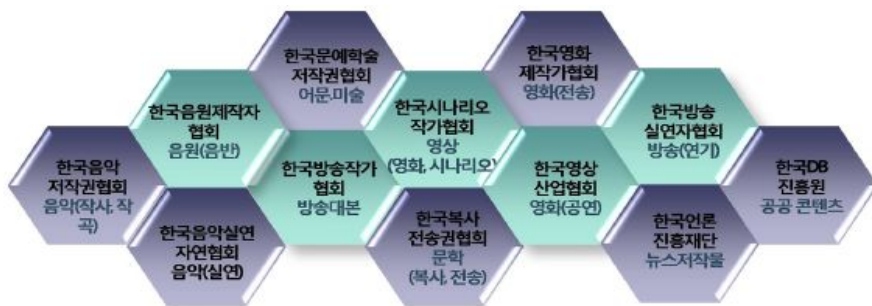 한국문예학술
저작권협회
어문.미술
한국영화
제작가협회
영화(전송)
한국음원제작자
협회
음원(음반)
한국시나리오
작가협회
영상
(영화, 시나리오)
한국방송
실연자협회
방송(연기)
한국음악
저작권협회
음악(작사, 작
곡)
한국방송작가
협회
방송대본
한국영상
산업협회
영화(공연)
한국DB
진흥원
공공 콘텐츠
한국음악실연
자연협회
음악(실연)
한국복사
전송권협회
문학
(복사, 전송)
한국언론
진흥재단
뉴스저작물